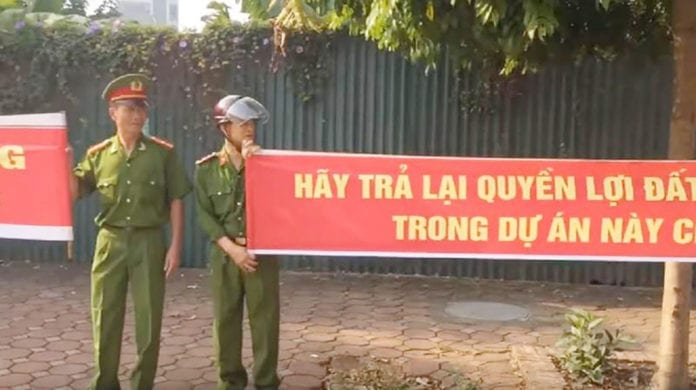 G
HÃY TRẢ LẠI QUYỀN LỢI ĐẤT
TRONG DỰ ÁN NÀY